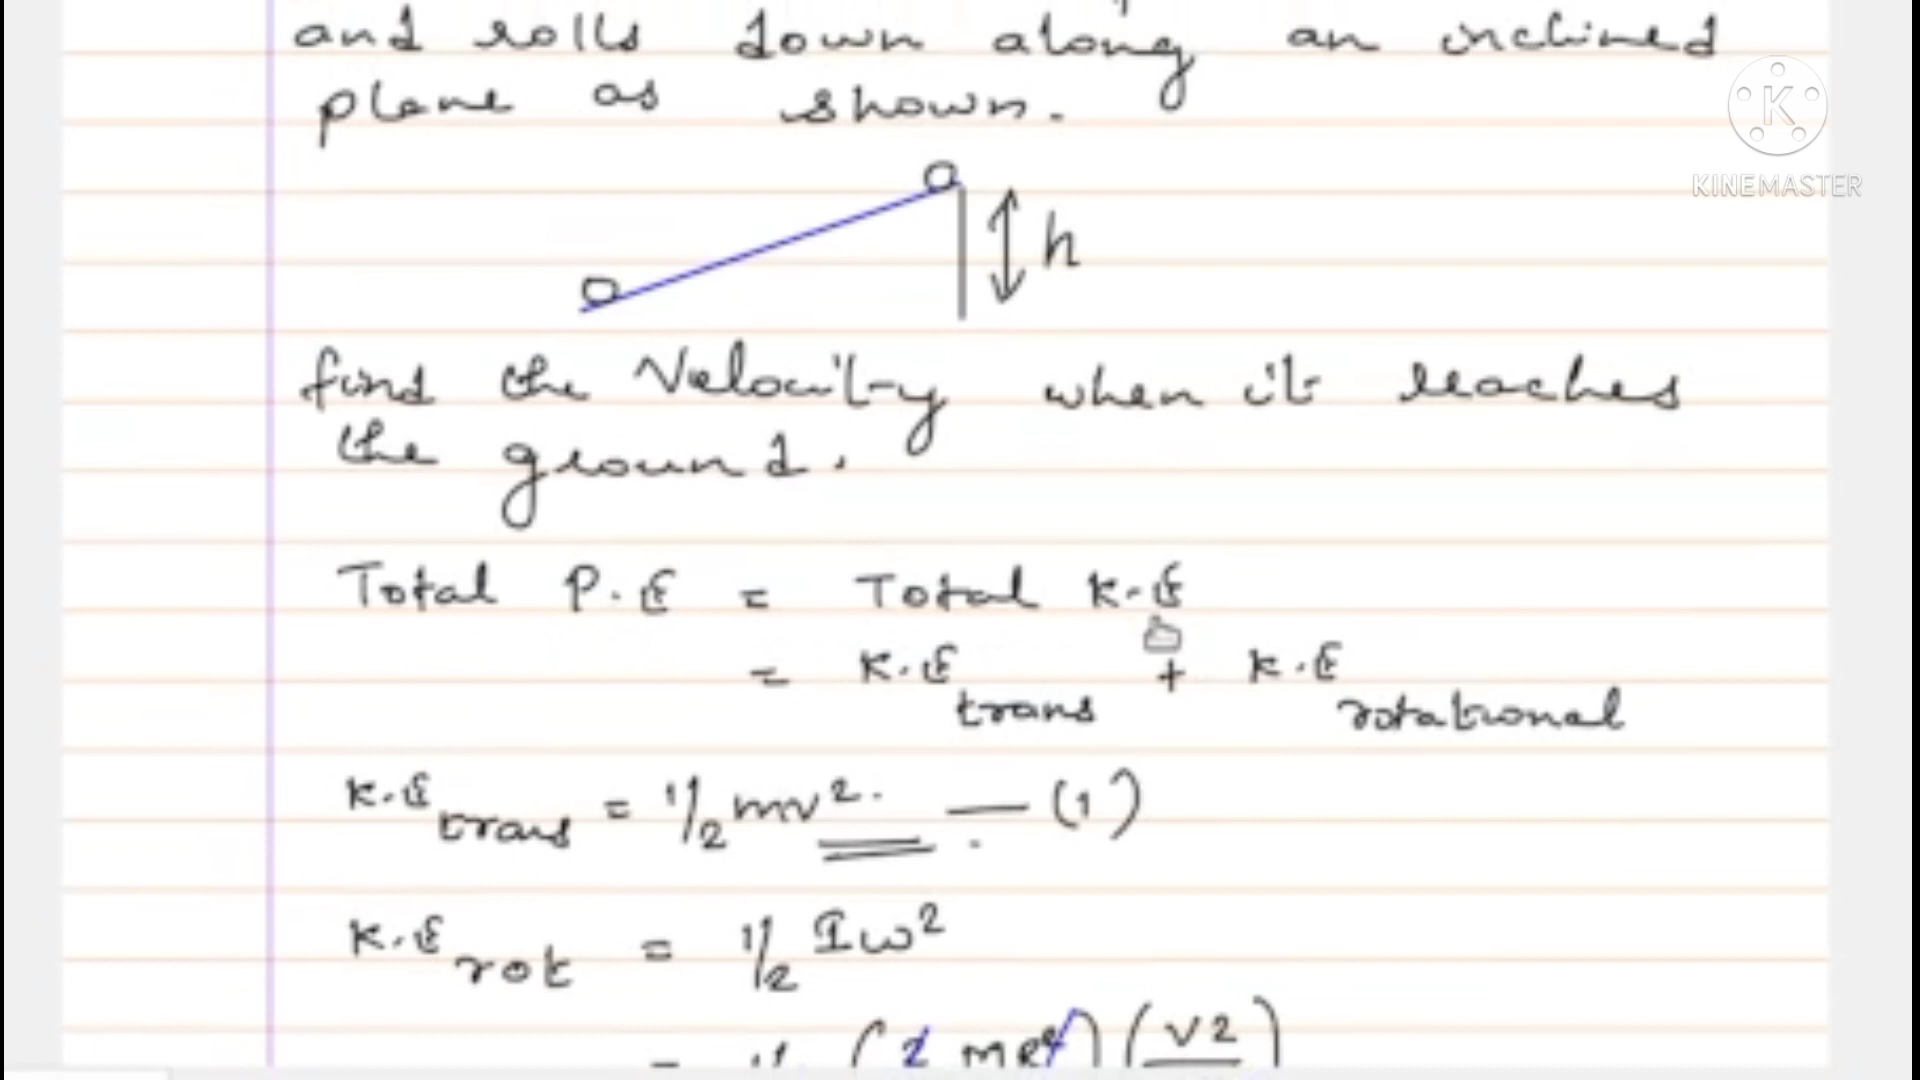 and rolls down along an inclined
plane as shown.
K
KINEMASTER
h
find the Velocity when it reaches
the ground.
Total P.E = Total K.E
= K.E trans + K.E rotational
K.E trans = 1/2 mv². — (1)
K.E rot = 1/2 Iω²